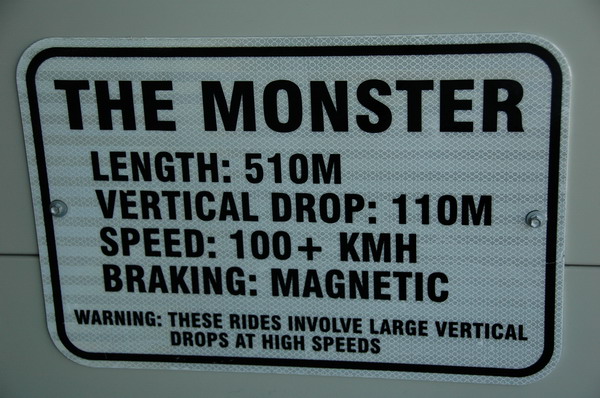 THE MONSTER
LENGTH: 510M
VERTICAL DROP: 110M
SPEED: 100+ KMH
BRAKING: MAGNETIC
WARNING: THESE RIDES INVOLVE LARGE VERTICAL
DROPS AT HIGH SPEEDS